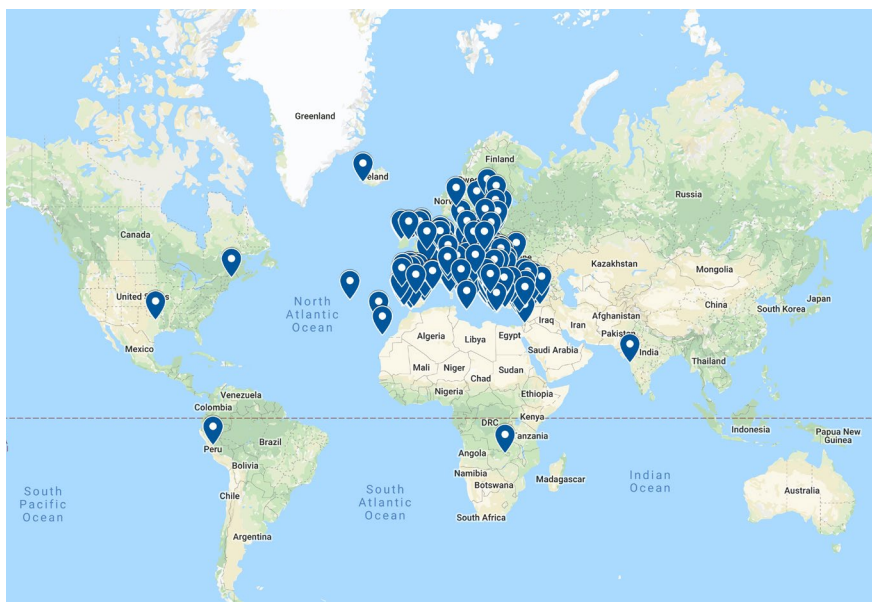 Greenland
Finland
Russia
Canada
Kazakhstan
Mongolia
North
Atlantic
Ocean
China
Japan
South Korea
Algeria
Libya
Egypt
Iraq
Iran
Afghanistan
Mexico
Saudi Arabia
India
Thailand
Mali
Niger
Chad
Sudan
Nigeria
Ethiopia
Venezuela
Colombia
Kenya
DRC
Indonesia
Papua New
Guinea
Brazil
Peru
Angola
Bolivia
Namibia
Botswana
Madagascar
Indian
Ocean
South
Pacific
Ocean
South
Atlantic
Ocean
Chile
Australia
South Africa
Argentina